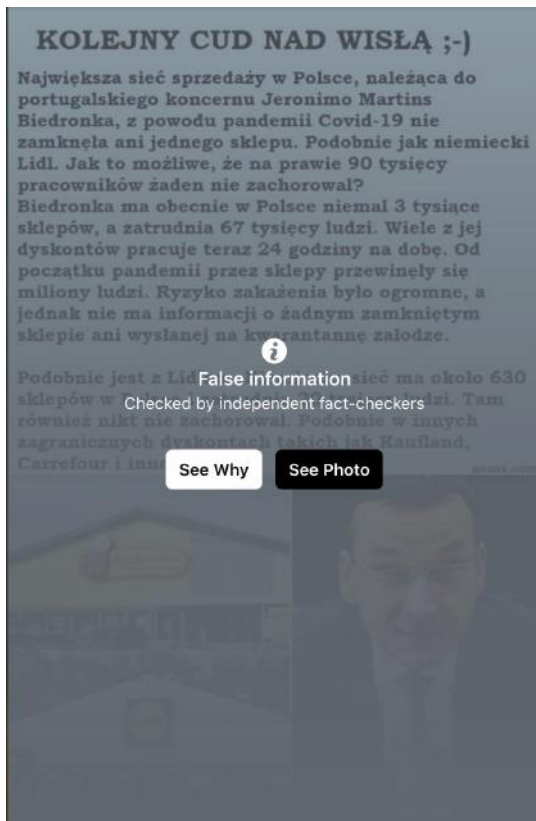 KOLEJNY CUD NAD WISŁĄ ;-)
Największa sieć sprzedaży w Polsce, należąca do
portugalskiego koncernu Jeronimo Martins
Biedronka, z powodu pandemii Covid-19 nie
zamknęła ani jednego sklepu. Podobnie jak niemiecki
Lidl. Jak to możliwe, że na prawie 90 tysięcy
pracowników żaden nie zachorował?
Biedronka ma obecnie w Polsce niemal 3 tysiące
sklepów, a zatrudnia 67 tysięcy ludzi. Wiele z jej
dyskontów pracuje teraz 24 godziny na dobę. Od
początku pandemii przez sklepy przewinęły się
miliony ludzi. Ryzyko zakażenia było ogromne, a
jednak nie ma informacji o żadnym zamkniętym
sklepie ani wysłanej na kwarantannę załodze.
Podobnie jest z Lid sieć ma około 630
False information
sklepów w ludzi. Tam
Checked by independent fact-checkers
również nikt nie zachorował. Podobnie w innych
zagranicznych dyskontach takich jak Kaufland,
Carrefour i inn
See Why See Photo